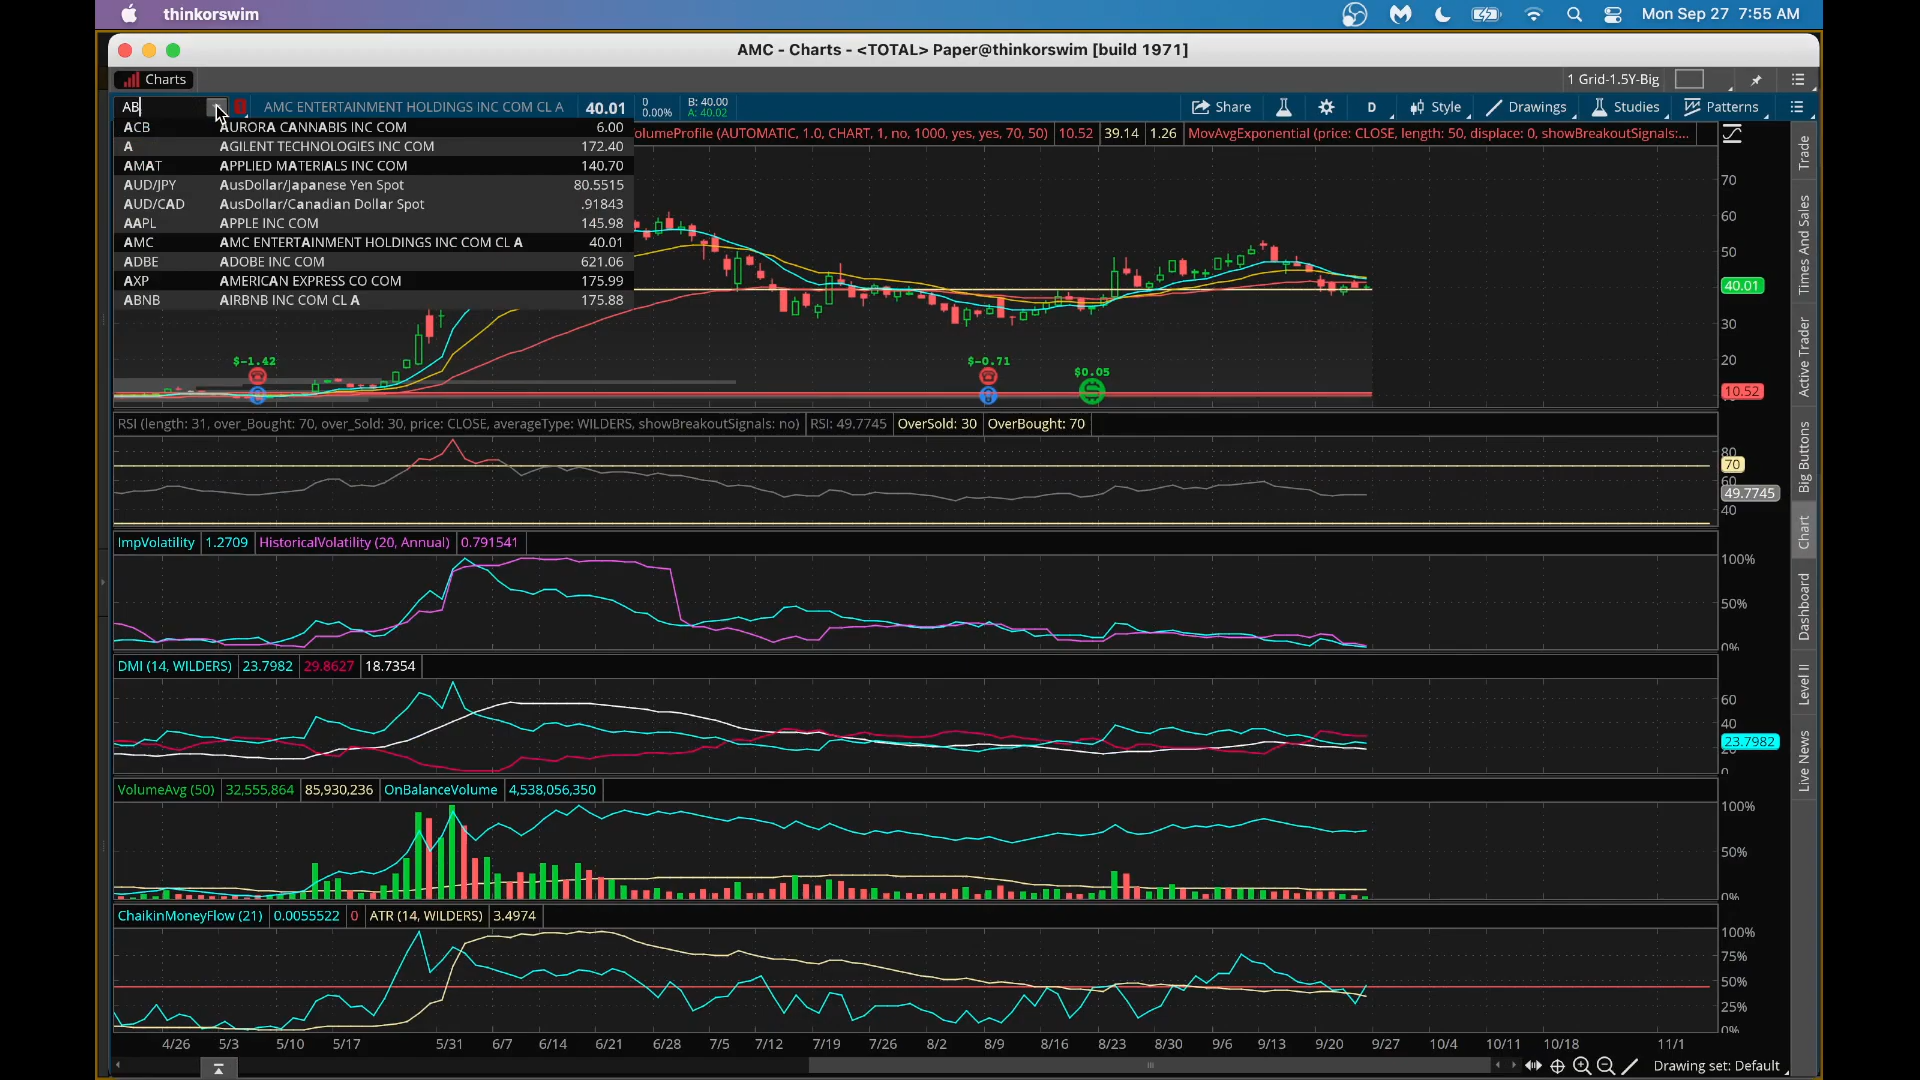 thinkorswim
Mon Sep 27 7:55 AM
AMC - Charts - <TOTAL> Paper@thinkorswim [build 1971]
Charts
1 Grid-1.5Y-Big
AB
AMC ENTERTAINMENT HOLDINGS INC COM CL A
40.01
0
0.00%
B: 40.00
A: 40.02
Share
D
Style
Drawings
Studies
Patterns
ACB AURORA CANNABIS INC COM 6.00
A AGILENT TECHNOLOGIES INC COM 172.40
AMAT APPLIED MATERIALS INC COM 140.70
AUD/JPY AusDollar/Japanese Yen Spot 80.5515
AUD/CAD AusDollar/Canadian Dollar Spot .91843
AAPL APPLE INC COM 145.98
AMC AMC ENTERTAINMENT HOLDINGS INC COM CL A 40.01
ADBE ADOBE INC COM 621.06
AXP AMERICAN EXPRESS CO COM 175.99
ABNB AIRBNB INC COM CL A 175.88
olumeProfile (AUTOMATIC, 1.0, CHART, 1, no, 1000, yes, yes, 70, 50) 10.52 39.14 1.26 MovAvgExponential (price: CLOSE, length: 50, displace: 0, showBreakoutSignals:...
70
60
50
40.01
30
20
10.52
$-1.42
$-0.71
$0.05
RSI (length: 31, over_Bought: 70, over_Sold: 30, price: CLOSE, averageType: WILDERS, showBreakoutSignals: no) RSI: 49.7745 OverSold: 30 OverBought: 70
80
70
60
49.7745
40
ImpVolatility 1.2709 HistoricalVolatility (20, Annual) 0.791541
100%
50%
0%
DMI (14, WILDERS) 23.7982 29.8627 18.7354
60
40
23.7982
0
VolumeAvg (50) 32,555,864 85,930,236 OnBalanceVolume 4,538,056,350
100%
50%
0%
ChaikinMoneyFlow (21) 0.0055522 0 ATR (14, WILDERS) 3.4974
100%
75%
50%
25%
0%
4/26 5/3 5/10 5/17 5/31 6/7 6/14 6/21 6/28 7/5 7/12 7/19 7/26 8/2 8/9 8/16 8/23 8/30 9/6 9/13 9/20 9/27 10/4 10/11 10/18 11/1
Drawing set: Default
Trade
Times And Sales
Active Trader
Big Buttons
Chart
Dashboard
Level II
Live News